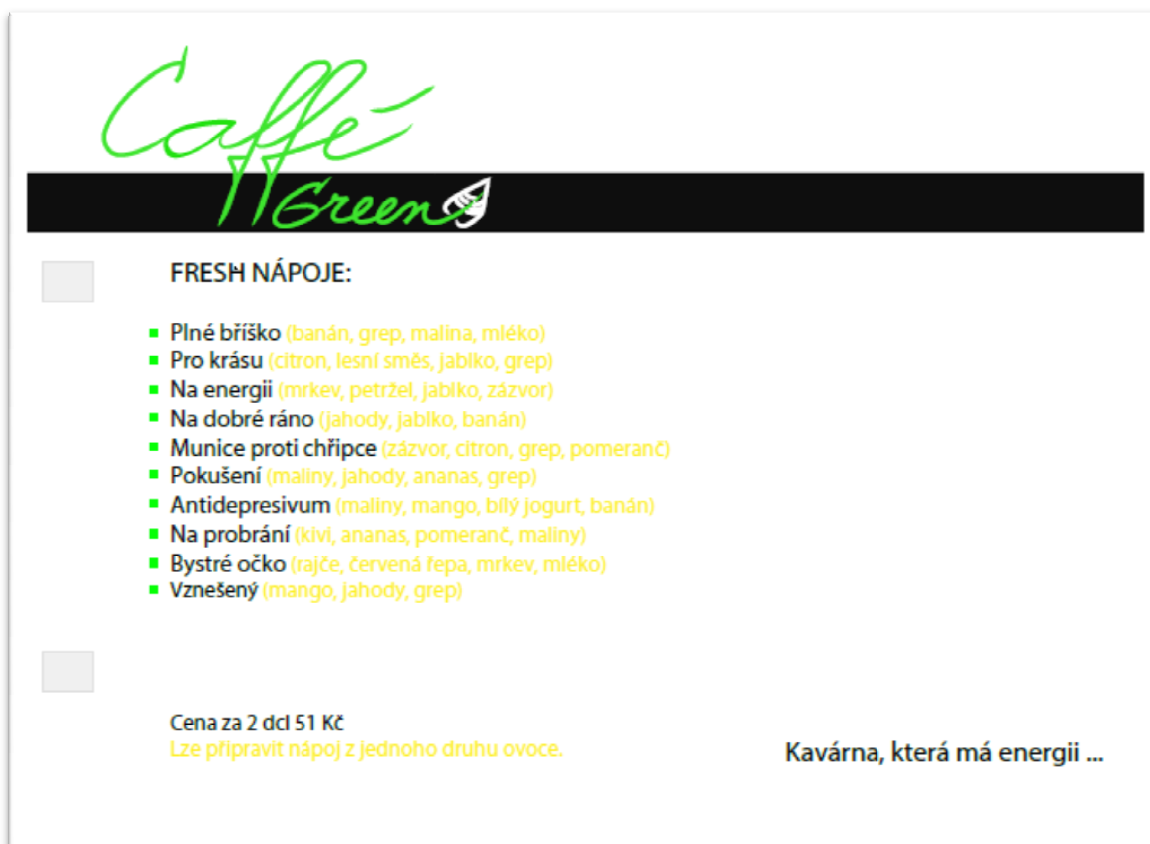 Caffé
Green
FRESH NÁPOJE:
Plné bříško (banán, grep, malina, mléko)
Pro krásu (citron, lesní směs, jablko, grep)
Na energii (mrkev, petržel, jablko, zázvor)
Na dobré ráno (jahody, jablko, banán)
Munice proti chřipce (zázvor, citron, grep, pomeranč)
Pokušení (maliny, jahody, ananas, grep)
Antidepresivum (maliny, mango, bílý jogurt, banán)
Na probrání (kivi, ananas, pomeranč, maliny)
Bystré očko (rajče, červená řepa, mrkev, mléko)
Vznešený (mango, jahody, grep)
Cena za 2 dcl 51 Kč
Lze připravit nápoj z jednoho druhu ovoce.
Kavárna, která má energii ...